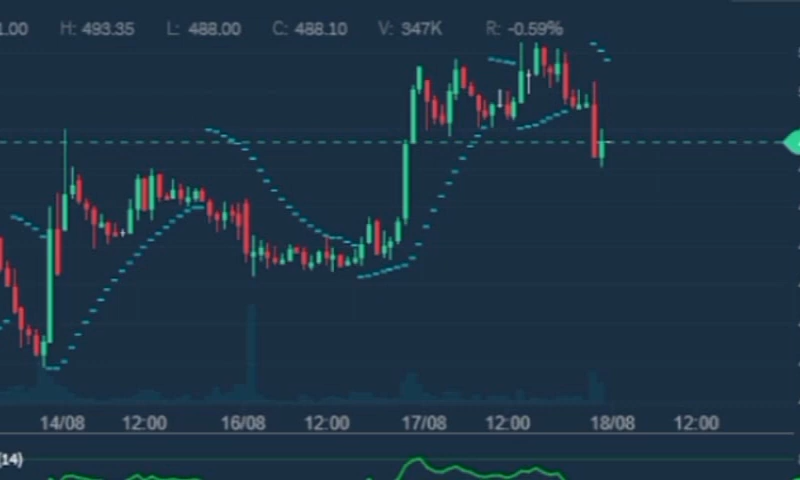 .00 H: 493.35 L: 488.00 C: 488.10 V: 347K R: -0.59%
14/08 12:00 16/08 12:00 17/08 12:00 18/08 12:00
(14)